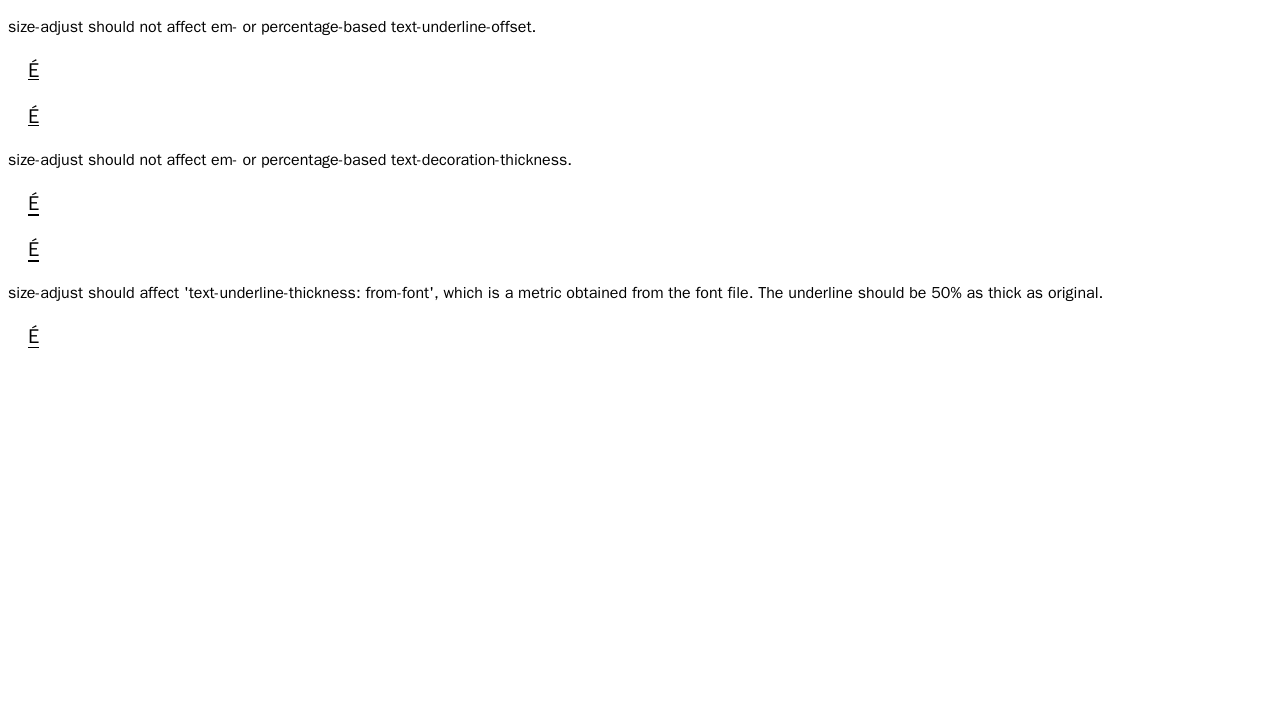 size-adjust should not affect em- or percentage-based text-underline-offset.
É
É
size-adjust should not affect em- or percentage-based text-decoration-thickness.
É
É
size-adjust should affect 'text-underline-thickness: from-font', which is a metric obtained from the font file. The underline should be 50% as thick as original.
É